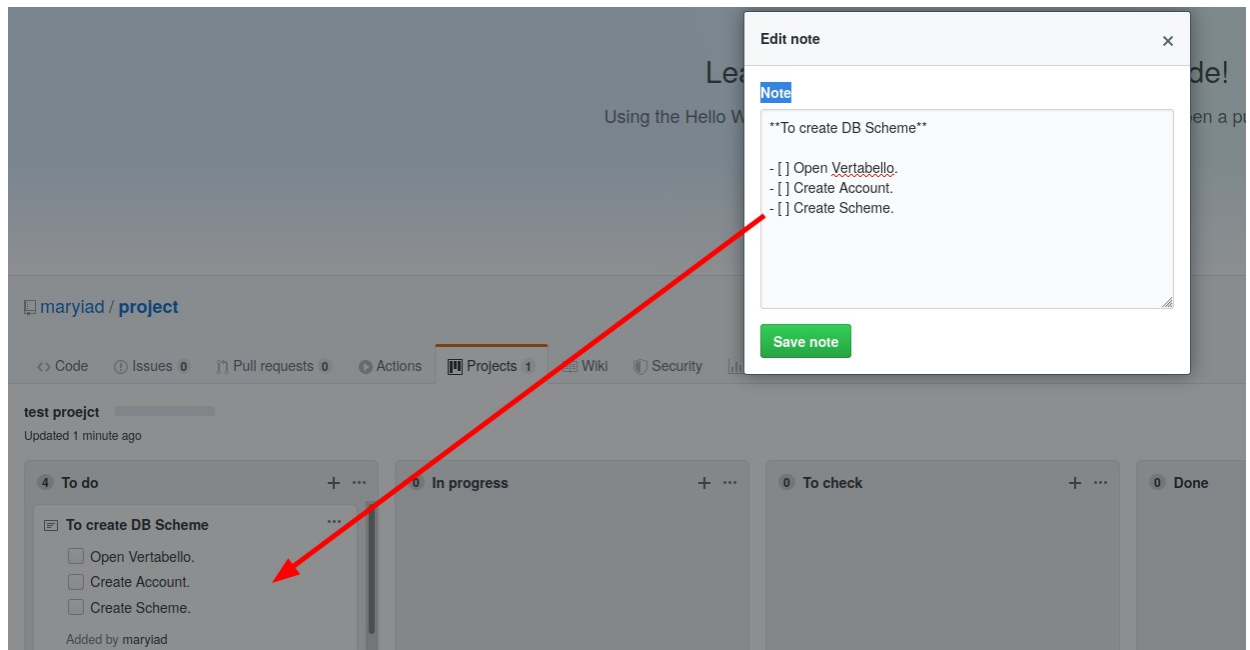 Edit note
×
Lea
de!
Note
Using the Hello W
en a pu
**To create DB Scheme**
- [ ] Open Vertabello.
- [ ] Create Account.
- [ ] Create Scheme.
Save note
maryiad / project
Code Issues 0 Pull requests 0 Actions Projects 1 Wiki Security
test proejct
Updated 1 minute ago
4 To do + ... 0 In progress + ... 0 To check + ... 0 Done
To create DB Scheme ...
Open Vertabello.
Create Account.
Create Scheme.
Added by maryiad